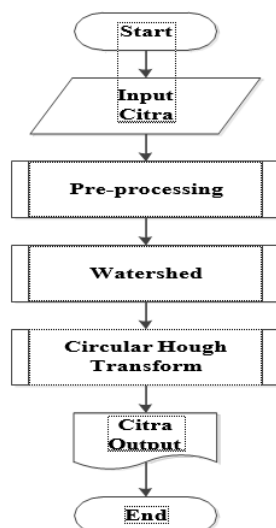 Start
Input
Citra
Pre-processing
Watershed
Circular Hough
Transform
Citra
Output
End